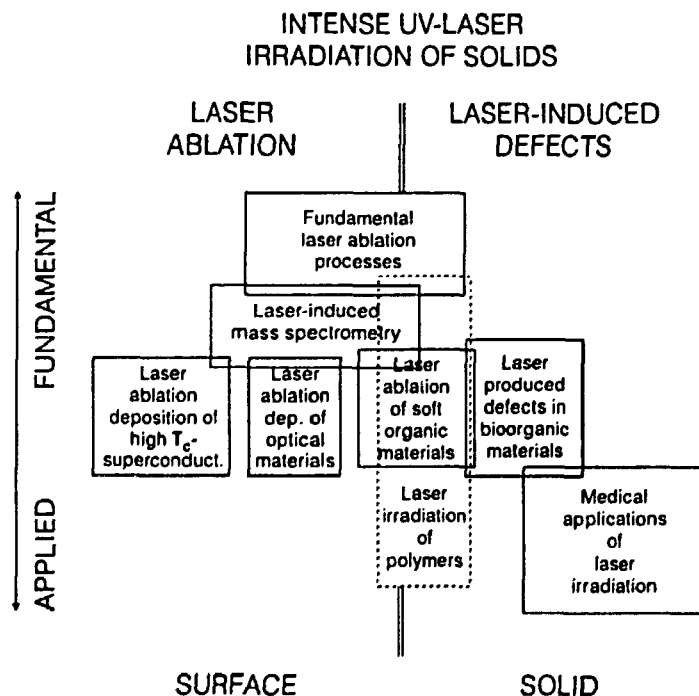 INTENSE UV-LASER
IRRADIATION OF SOLIDS
LASER
ABLATION
LASER-INDUCED
DEFECTS
FUNDAMENTAL
APPLIED
Fundamental
laser ablation
processes
Laser-induced
mass spectrometry
Laser
ablation
deposition of
high Tc-
superconduct.
Laser
ablation
dep. of
optical
materials
Laser
ablation
of soft
organic
materials
Laser
produced
defects in
bioorganic
materials
Laser
irradiation
of
polymers
Medical
applications
of
laser
irradiation
SURFACE
SOLID